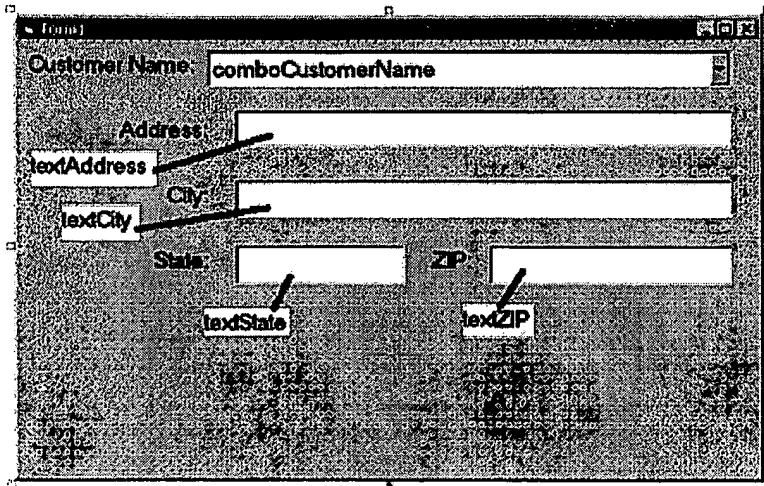 Form1
Customer Name: comboCustomerName
Address:
textAddress
City:
textCity
State: ZIP:
textState textZIP